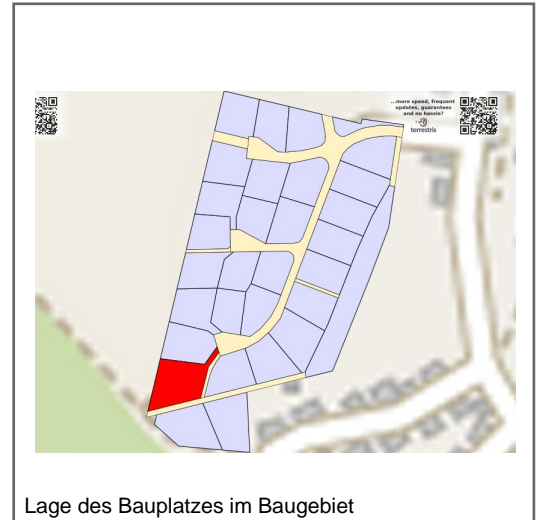 ...more speed, frequent
updates, guarantees
and no hassle?
terrestris
Lage des Bauplatzes im Baugebiet